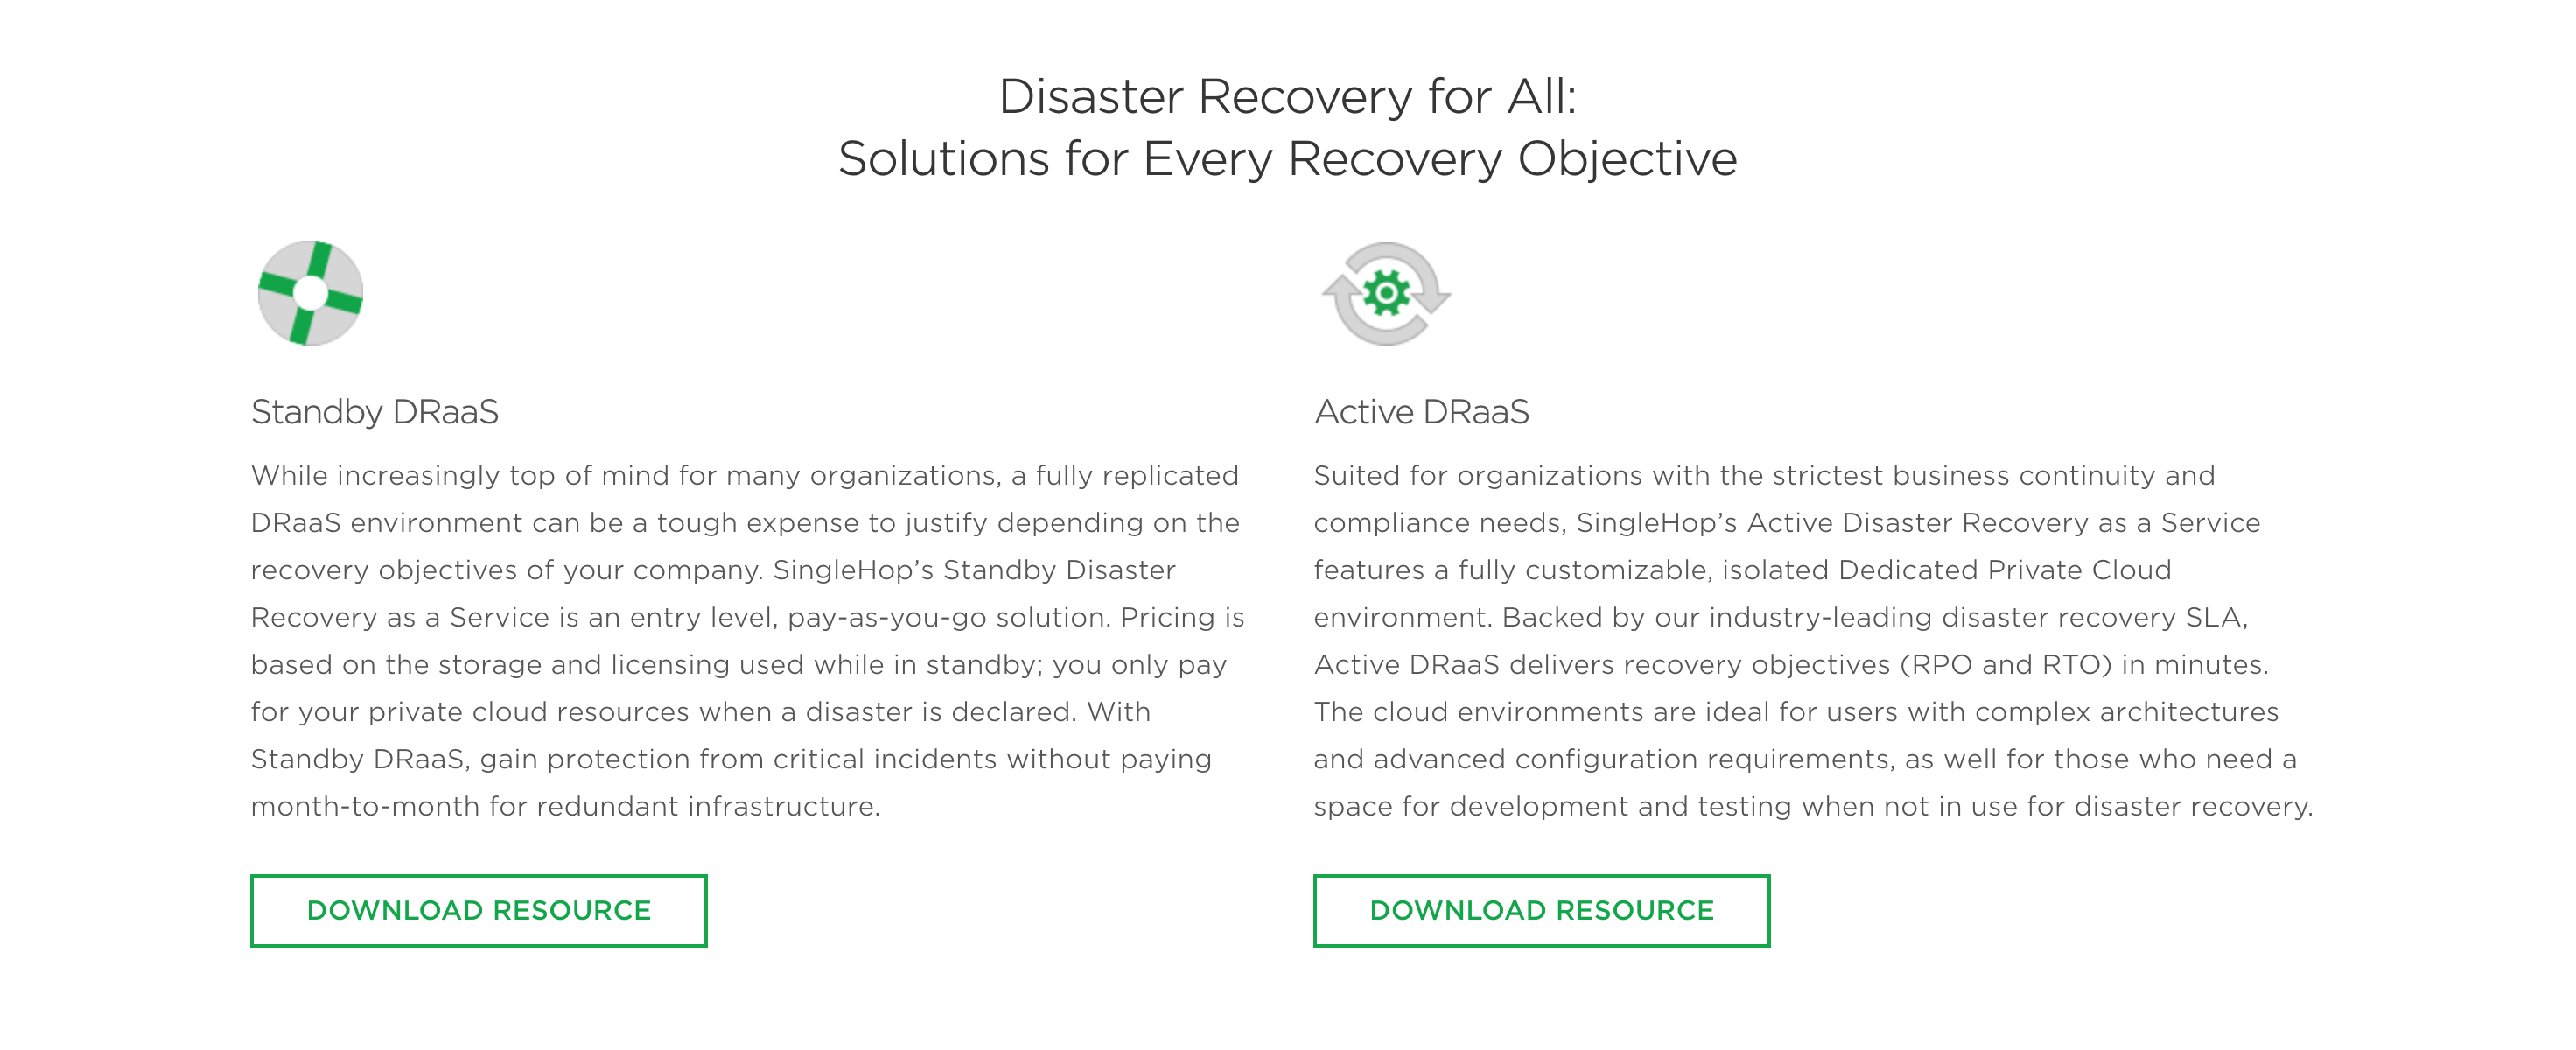 Disaster Recovery for All:
Solutions for Every Recovery Objective
Standby DRaaS
While increasingly top of mind for many organizations, a fully replicated
DRaaS environment can be a tough expense to justify depending on the
recovery objectives of your company. SingleHop’s Standby Disaster
Recovery as a Service is an entry level, pay-as-you-go solution. Pricing is
based on the storage and licensing used while in standby; you only pay
for your private cloud resources when a disaster is declared. With
Standby DRaaS, gain protection from critical incidents without paying
month-to-month for redundant infrastructure.
DOWNLOAD RESOURCE
Active DRaaS
Suited for organizations with the strictest business continuity and
compliance needs, SingleHop’s Active Disaster Recovery as a Service
features a fully customizable, isolated Dedicated Private Cloud
environment. Backed by our industry-leading disaster recovery SLA,
Active DRaaS delivers recovery objectives (RPO and RTO) in minutes.
The cloud environments are ideal for users with complex architectures
and advanced configuration requirements, as well for those who need a
space for development and testing when not in use for disaster recovery.
DOWNLOAD RESOURCE